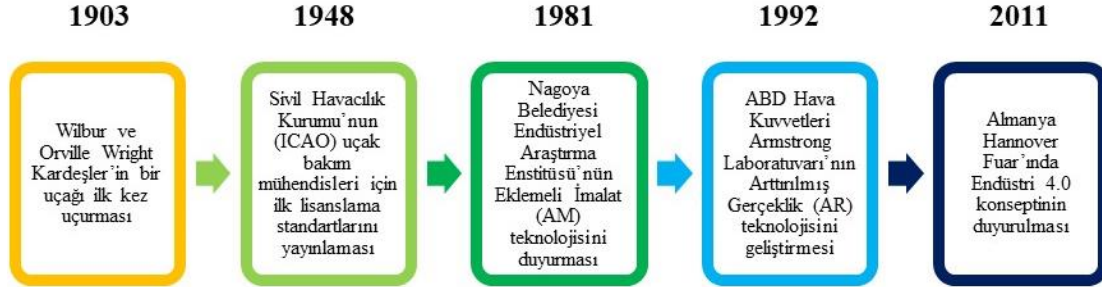 1903
1948
1981
1992
2011
Wilbur ve
Orville Wright
Kardeşler'in bir
uçağı ilk kez
uçurması
Sivil Havacılık
Kurumu'nun
(ICAO) uçak
bakım
mühendisleri için
ilk lisanslama
standartlarını
yayınlaması
Nagoya
Belediyesi
Endüstriyel
Araştırma
Enstitüsü'nün
Eklemeli İmalat
(AM)
teknolojisini
duyurması
ABD Hava
Kuvvetleri
Armstrong
Laboratuvarı'nın
Arttırılmış
Gerçeklik (AR)
teknolojisini
geliştirmesi
Almanya
Hannover
Fuar'ında
Endüstri 4.0
konseptinin
duyurulması